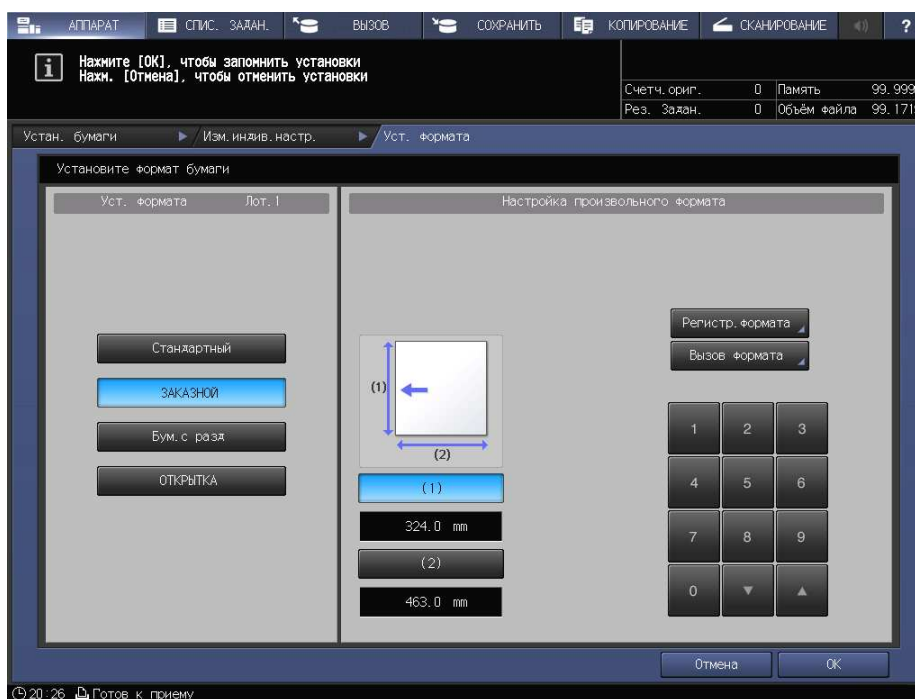 АППАРАТ СПИС. ЗАДАН. ВЫЗОВ СОХРАНИТЬ КОПИРОВАНИЕ СКАНИРОВАНИЕ ?
Нажмите [OK], чтобы запомнить установки
Нажм. [Отмена], чтобы отменить установки
Счетч.ориг. 0 Память 99.999
Рез. Задан. 0 Объём файла 99.171
Устан. бумаги Изм.индив.настр. Уст. формата
Установите формат бумаги
Уст. формата Лот.1
Настройка произвольного формата
Регистр.формата
Стандартный
Вызов формата
ЗАКАЗНОЙ
(1)
Бум.с разд
1 2 3
(2)
ОТКРЫТКА
(1)
4 5 6
324.0 mm
7 8 9
(2)
0
463.0 mm
Отмена OK
20:26 Готов к приему